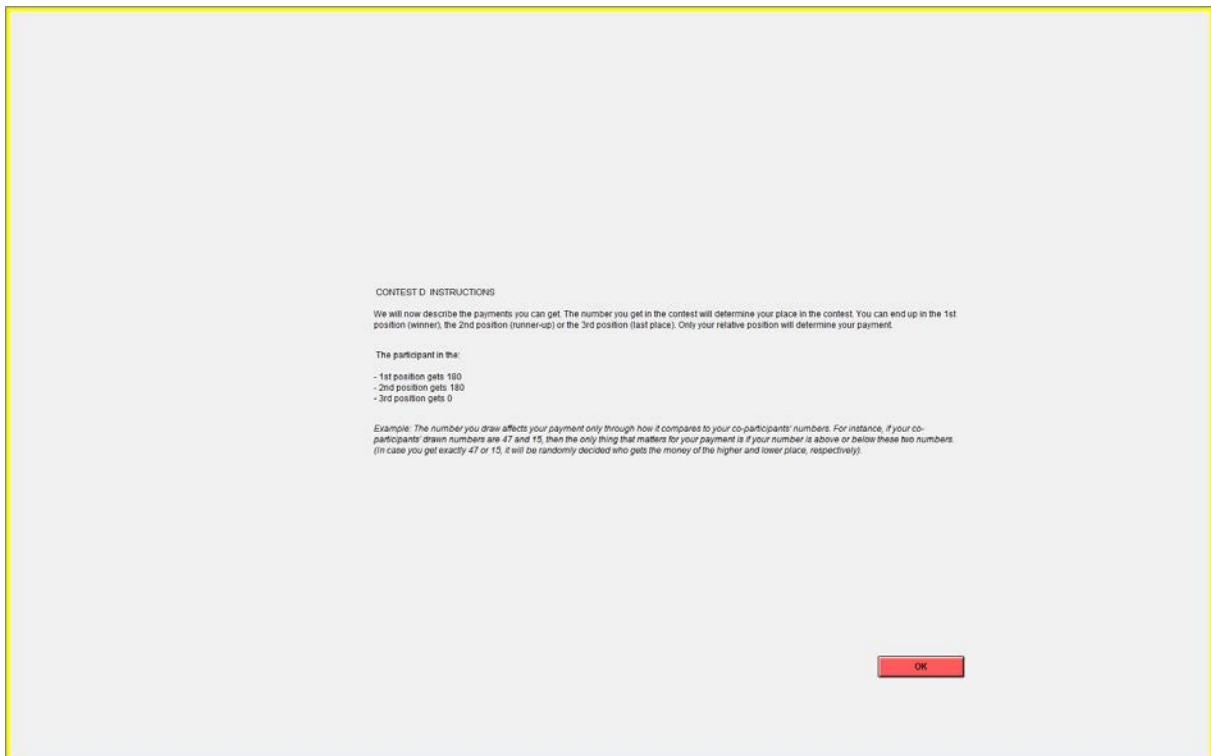 CONTEST D INSTRUCTIONS
We will now describe the payments you can get. The number you get in the contest will determine your place in the contest. You can end up in the 1st
position (winner), the 2nd position (runner-up) or the 3rd position (last place). Only your relative position will determine your payment.
The participant in the:
- 1st position gets 180
- 2nd position gets 180
- 3rd position gets 0
Example: The number you draw affects your payment only through how it compares to your co-participants' numbers. For instance, if your co-
participants' drawn numbers are 47 and 15, then the only thing that matters for your payment is if your number is above or below these two numbers.
(In case you get exactly 47 or 15, it will be randomly decided who gets the money of the higher and lower place, respectively).
OK